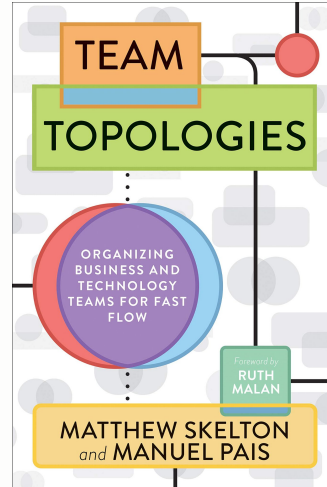 TEAM
TOPOLOGIES
ORGANIZING
BUSINESS AND
TECHNOLOGY
TEAMS FOR FAST
FLOW
Foreword by
RUTH
MALAN
MATTHEW SKELTON
and MANUEL PAIS